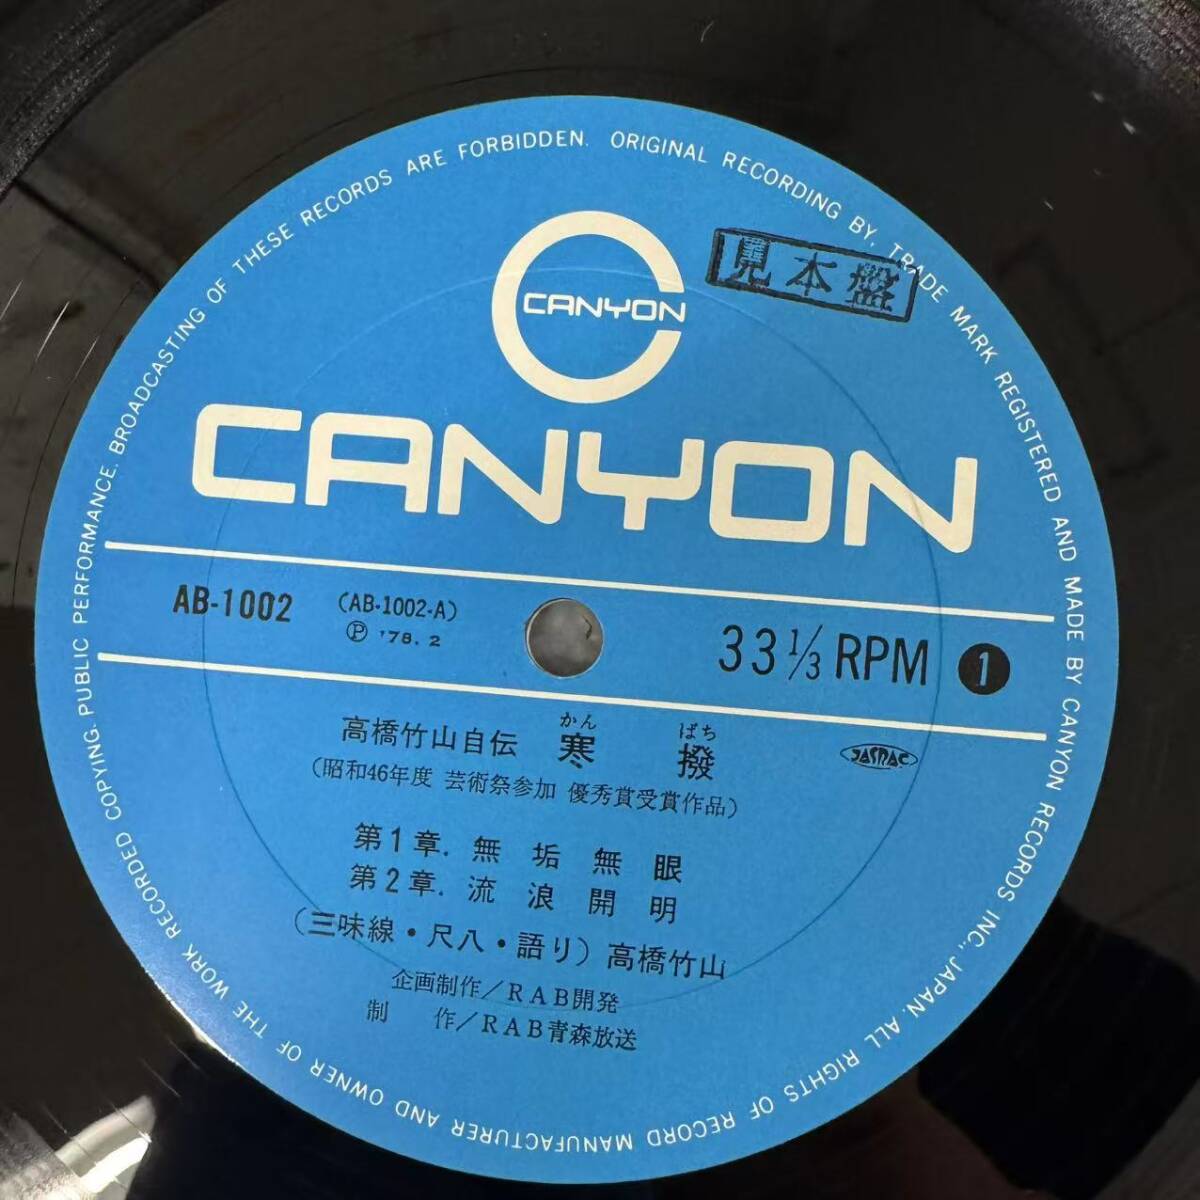 CANYON
見本盤
CANYON
AB-1002 (AB-1002-A)
Ⓟ '78.2
33 1/3 RPM 1
高橋竹山自伝 寒撥
かん ばち
JASRAC
(昭和46年度 芸術祭参加 優秀賞受賞作品)
第1章. 無垢無眼
第2章. 流浪開明
(三味線・尺八・語り) 高橋竹山
企画制作/RAB開発
制作/RAB青森放送
ORIGINAL RECORDING BY, TRADE MARK REGISTERED AND MADE BY CANYON RECORDS INC., JAPAN. ALL RIGHTS OF RECORD MANUFACTURER AND OWNER OF THE WORK RECORDED COPYING. PUBLIC PERFORMANCE. BROADCASTING OF THESE RECORDS ARE FORBIDDEN.